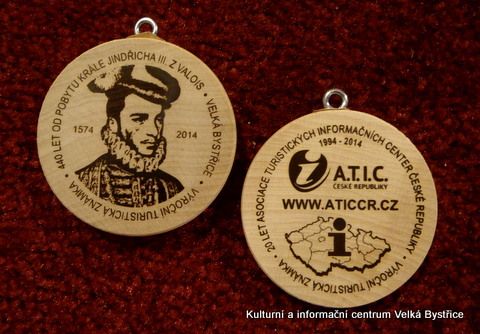 440 LET OD POBYTU KRÁLE JINDŘICHA III. Z VALOIS • VELKÁ BYSTŘICE • VÝROČNÍ TURISTICKÁ ZNÁMKA •
1574 2014
20 LET ASOCIACE TURISTICKÝCH INFORMAČNÍCH CENTER ČESKÉ REPUBLIKY • VÝROČNÍ TURISTICKÁ ZNÁMKA •
1994 - 2014
A.T.I.C.
ČESKÉ REPUBLIKY
WWW.ATICCR.CZ
i
Kulturní a informační centrum Velká Bystřice